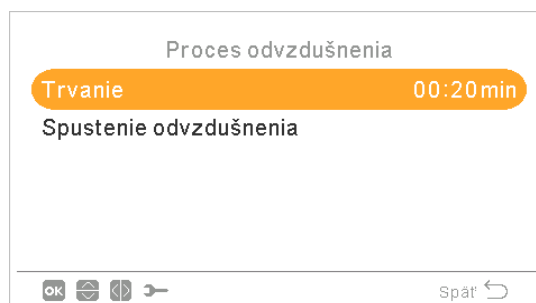 Proces odvzdušnenia
Trvanie 00:20min
Spustenie odvzdušnenia
OK Späť